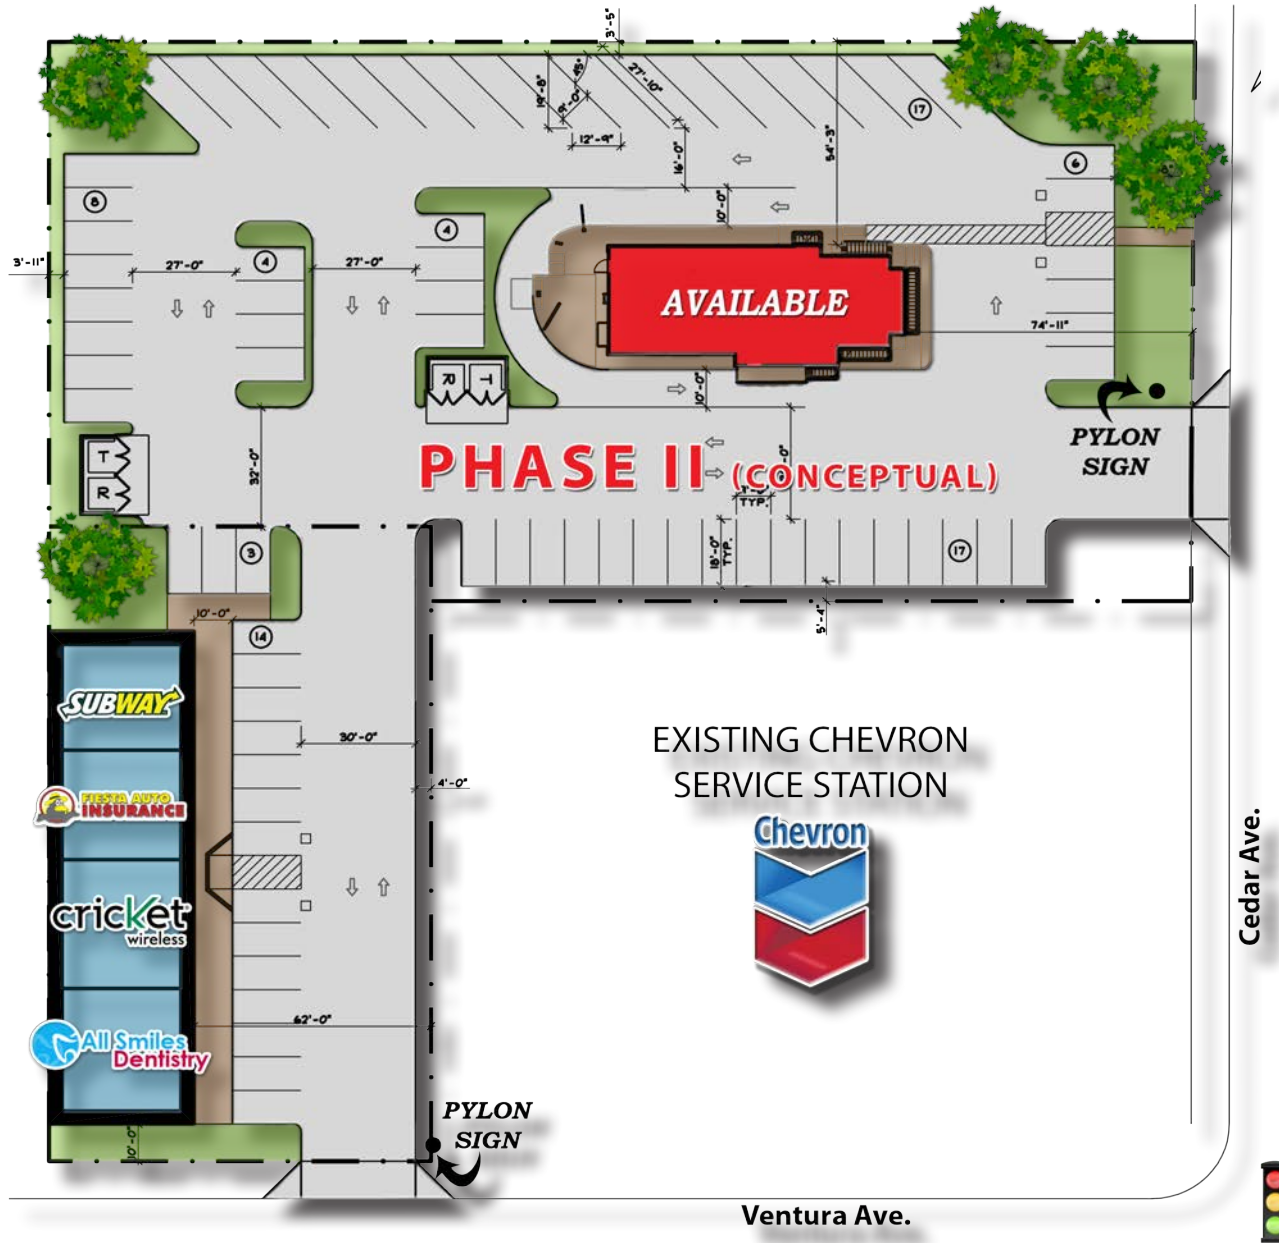 3'-5"
19'-8"
45°
9'-0"
27'-10"
12'-9"
17
54'-3"
16'-0"
6
8
10'-0"
4
4
3'-11"
27'-0"
27'-0"
AVAILABLE
74'-11"
R T
10'-0"
PYLON
SIGN
T
R
32'-0"
PHASE II (CONCEPTUAL)
TYP.
3
18'-0"
TYP.
17
10'-0"
5'-4"
14
SUBWAY
30'-0"
EXISTING CHEVRON
SERVICE STATION
4'-0"
FIESTA AUTO
INSURANCE
Chevron
Cedar Ave.
cricket
wireless
62'-0"
All Smiles
Dentistry
PYLON
SIGN
10'-0"
Ventura Ave.